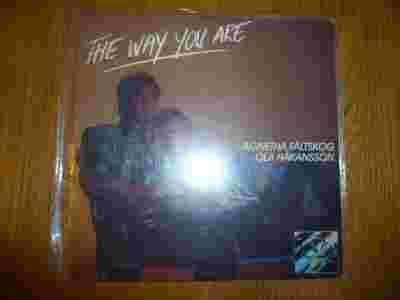 THE WAY YOU ARE
AGNETHA FÄLTSKOG
OLA HÅKANSSON